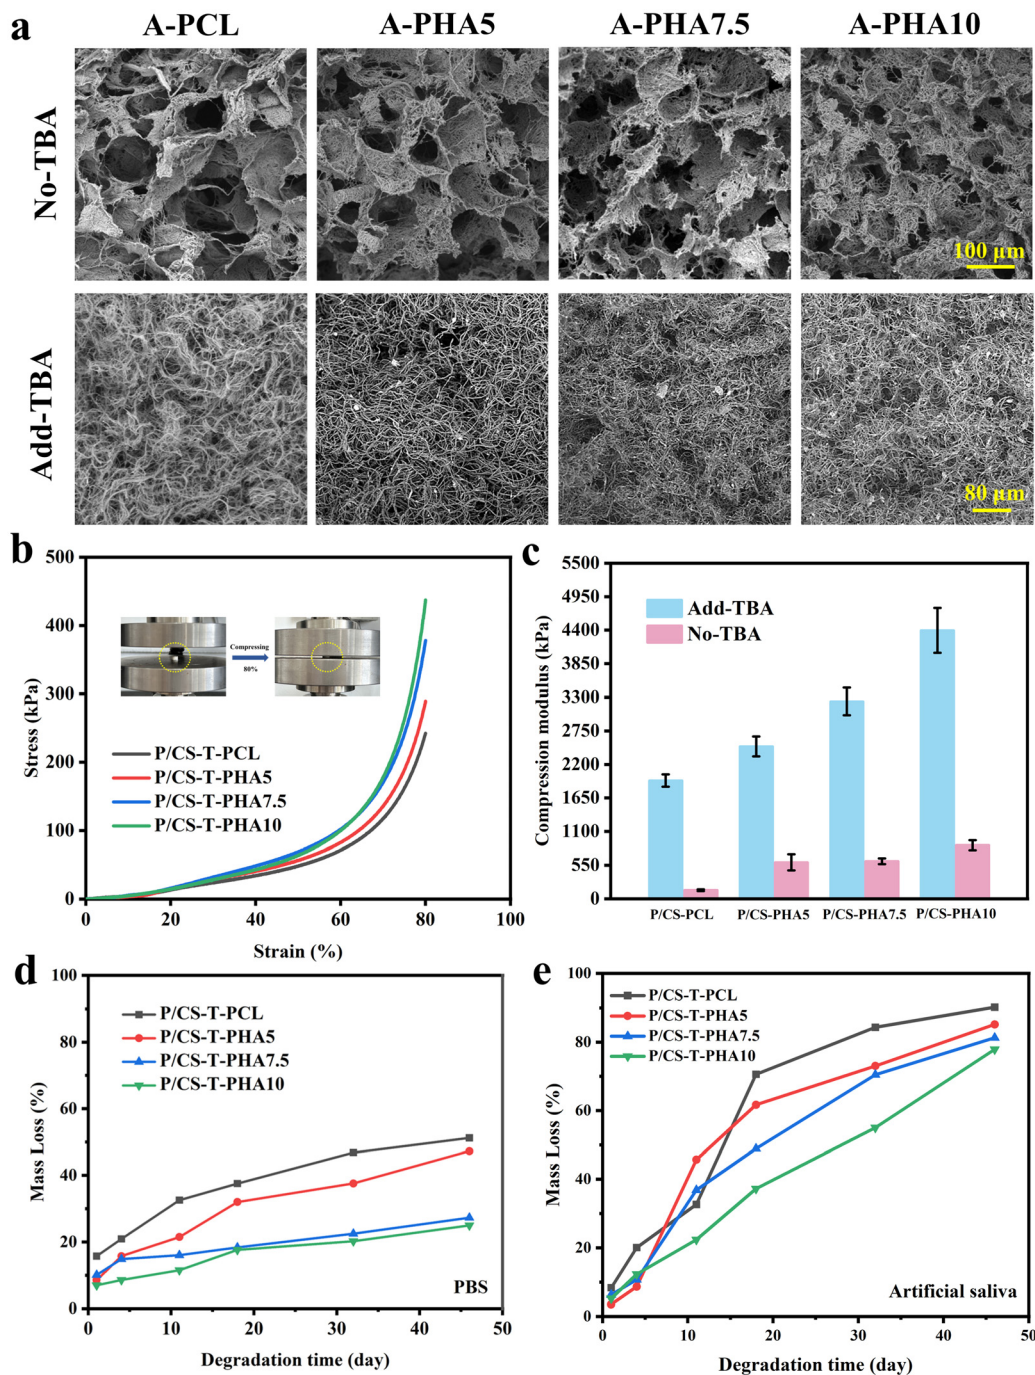 a
A-PCL A-PHA5 A-PHA7.5 A-PHA10
No-TBA
100 μm
Add-TBA
80 μm
b
500
400
300
200
100
0
Stress (kPa)
Compressing
80%
P/CS-T-PCL
P/CS-T-PHA5
P/CS-T-PHA7.5
P/CS-T-PHA10
0 20 40 60 80 100
Strain (%)
c
5500
4950
4400
3850
3300
2750
2200
1650
1100
550
0
Compression modulus (kPa)
Add-TBA
No-TBA
P/CS-PCL P/CS-PHA5 P/CS-PHA7.5 P/CS-PHA10
d
100
80
60
40
20
0
Mass Loss (%)
P/CS-T-PCL
P/CS-T-PHA5
P/CS-T-PHA7.5
P/CS-T-PHA10
PBS
0 10 20 30 40 50
Degradation time (day)
e
100
80
60
40
20
0
Mass Loss (%)
P/CS-T-PCL
P/CS-T-PHA5
P/CS-T-PHA7.5
P/CS-T-PHA10
Artificial saliva
0 10 20 30 40 50
Degradation time (day)